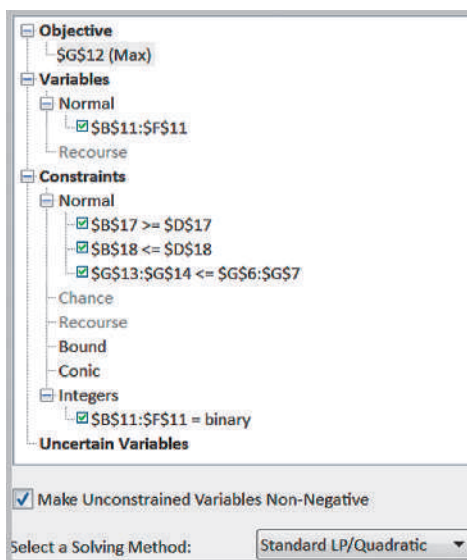 Objective
$G$12 (Max)
Variables
Normal
$B$11:$F$11
Recourse
Constraints
Normal
$B$17 >= $D$17
$B$18 <= $D$18
$G$13:$G$14 <= $G$6:$G$7
Chance
Recourse
Bound
Conic
Integers
$B$11:$F$11 = binary
Uncertain Variables
Make Unconstrained Variables Non-Negative
Select a Solving Method: Standard LP/Quadratic